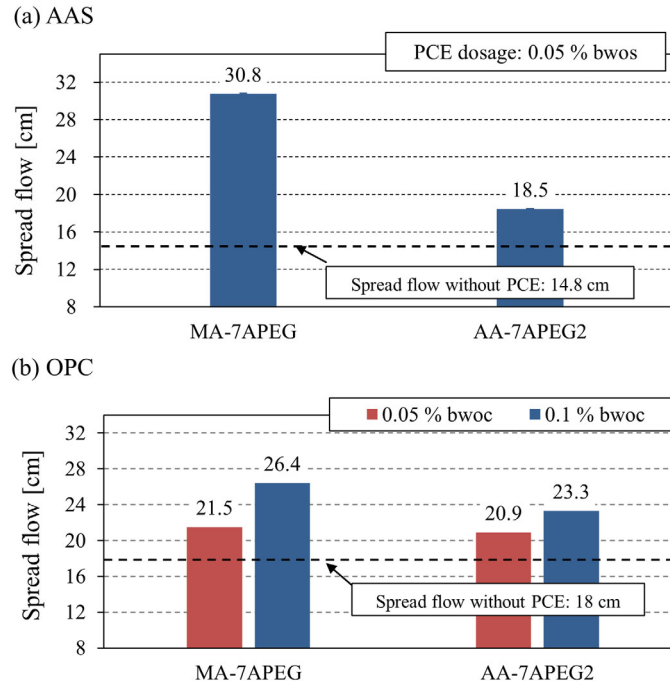 (a) AAS
PCE dosage: 0.05 % bwos
Spread flow [cm]
32
28
24
20
16
12
8
30.8
18.5
Spread flow without PCE: 14.8 cm
MA-7APEG AA-7APEG2
(b) OPC
0.05 % bwoc 0.1 % bwoc
Spread flow [cm]
32
28
24
20
16
12
8
21.5
26.4
20.9
23.3
Spread flow without PCE: 18 cm
MA-7APEG AA-7APEG2